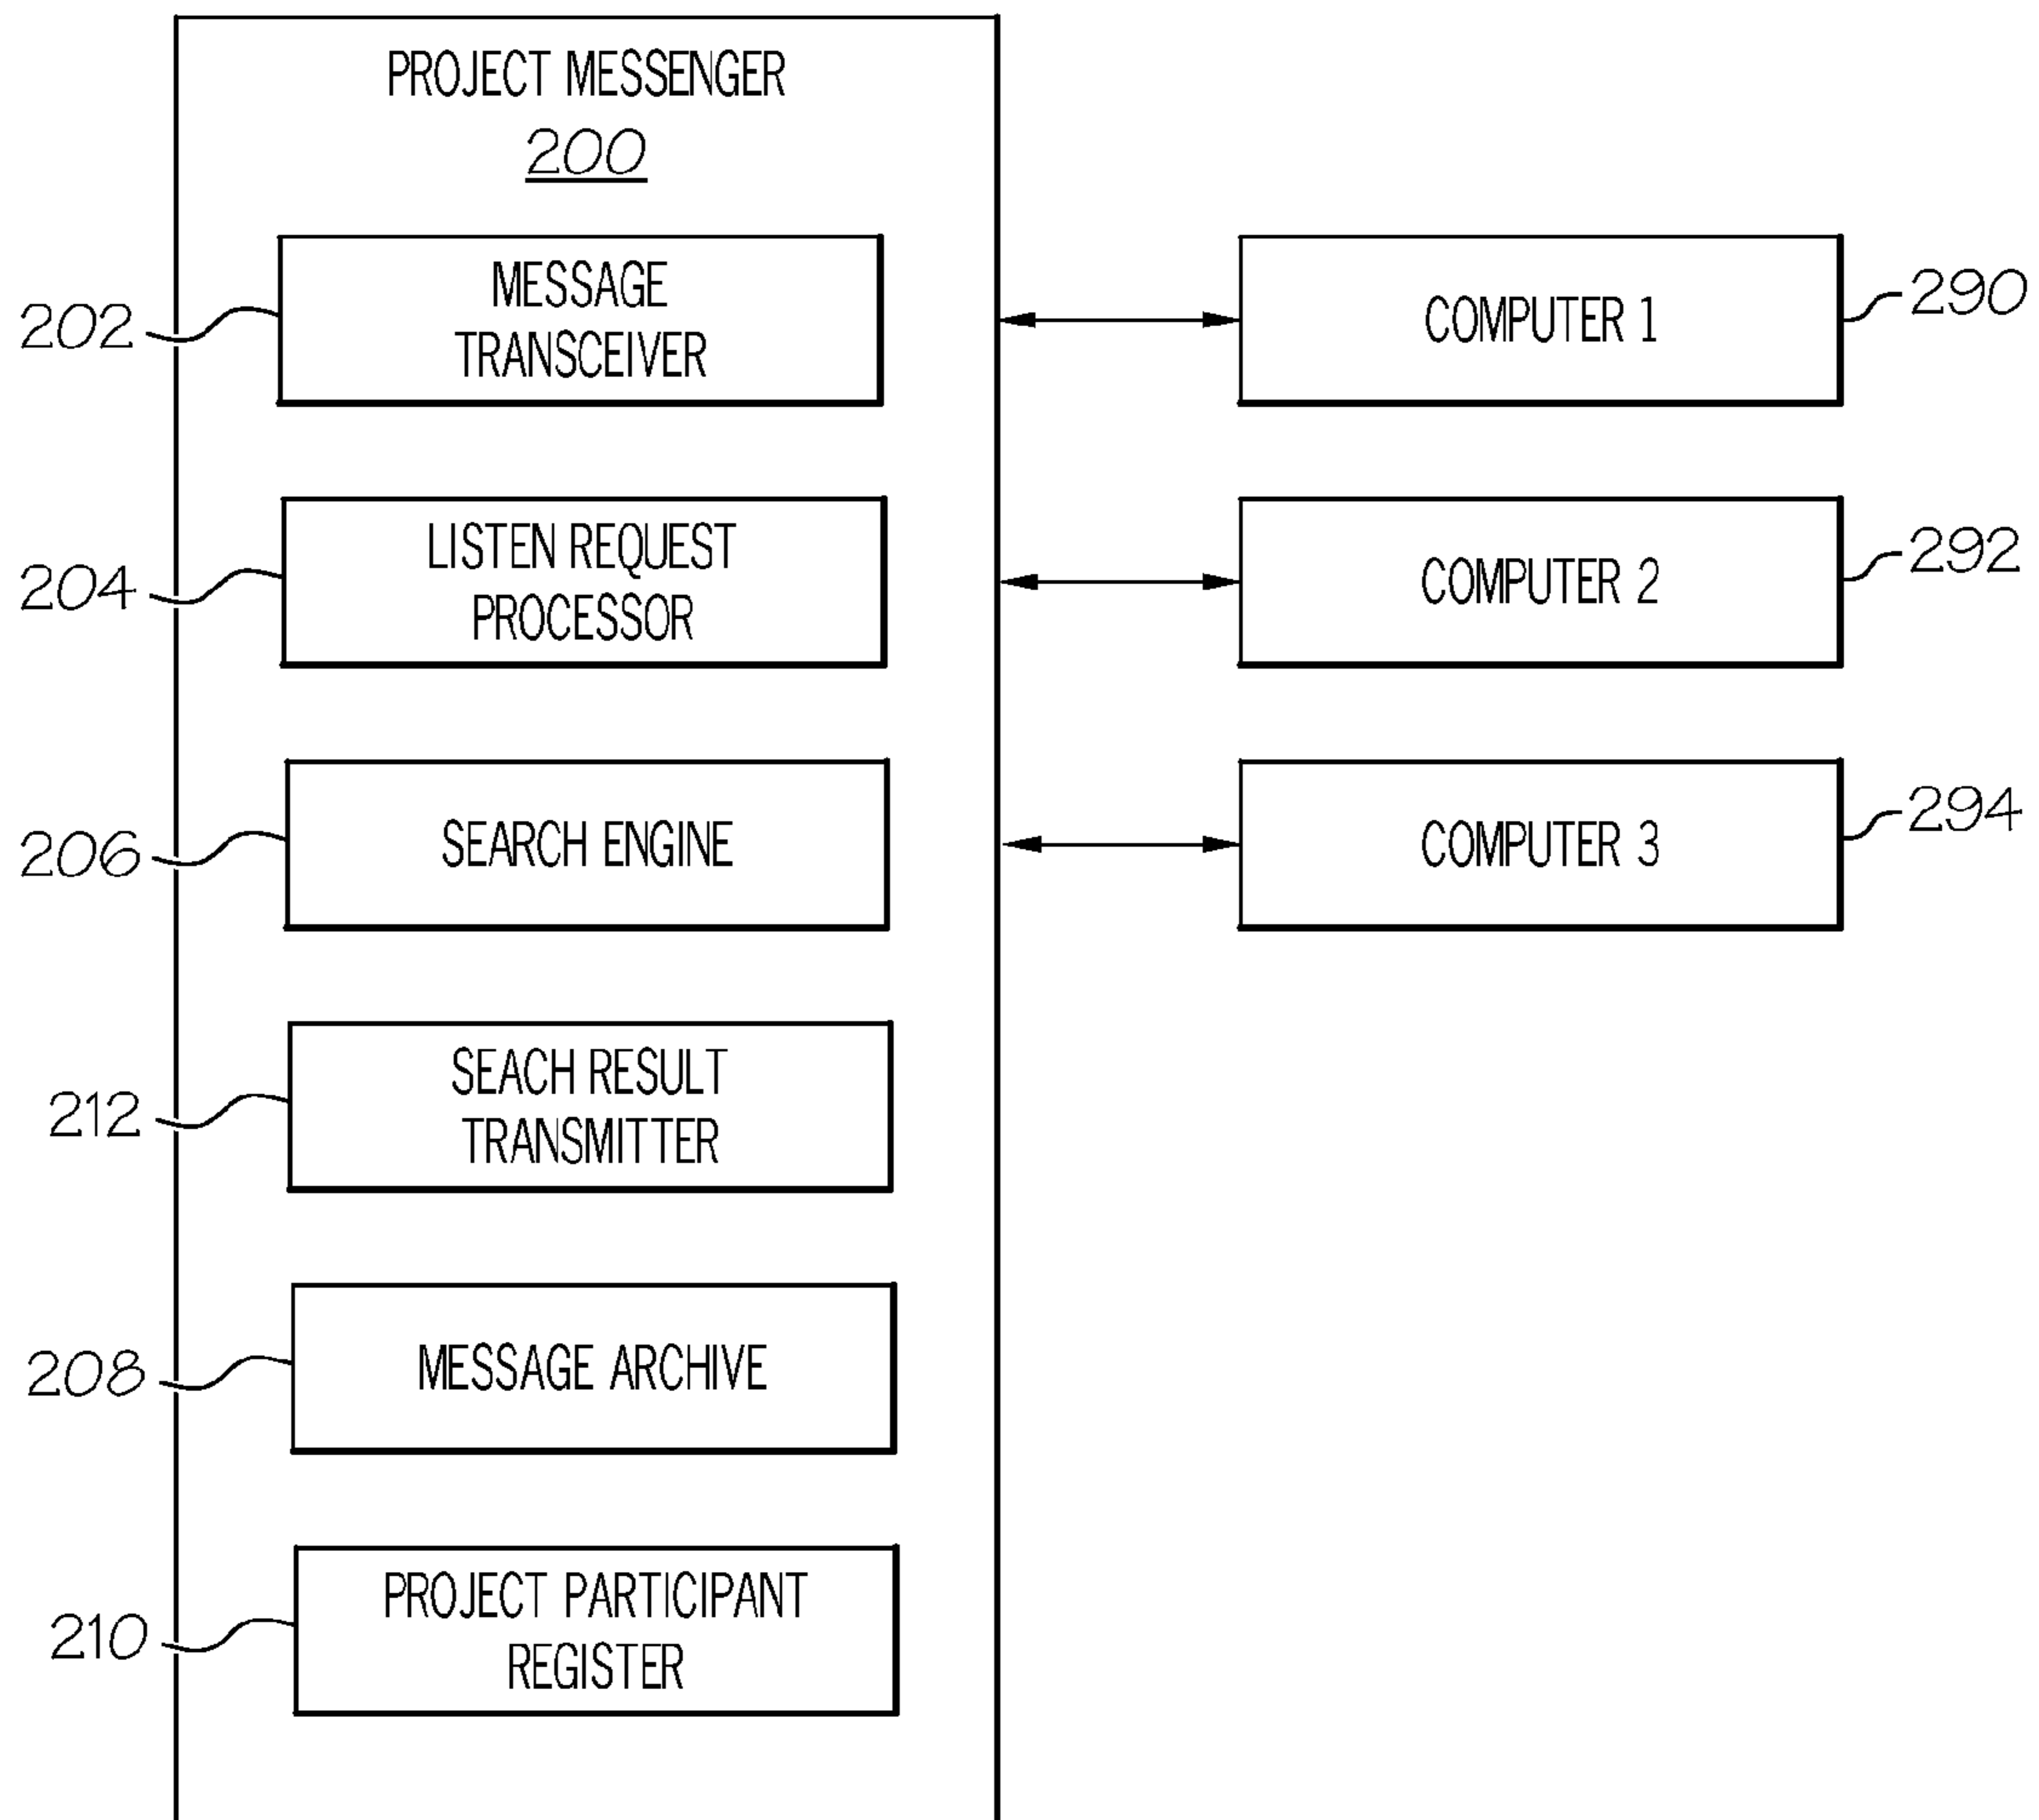 PROJECT MESSENGER
200
202
MESSAGE
TRANSCEIVER
COMPUTER 1
290
204
LISTEN REQUEST
PROCESSOR
COMPUTER 2
292
206
SEARCH ENGINE
COMPUTER 3
294
212
SEACH RESULT
TRANSMITTER
208
MESSAGE ARCHIVE
210
PROJECT PARTICIPANT
REGISTER